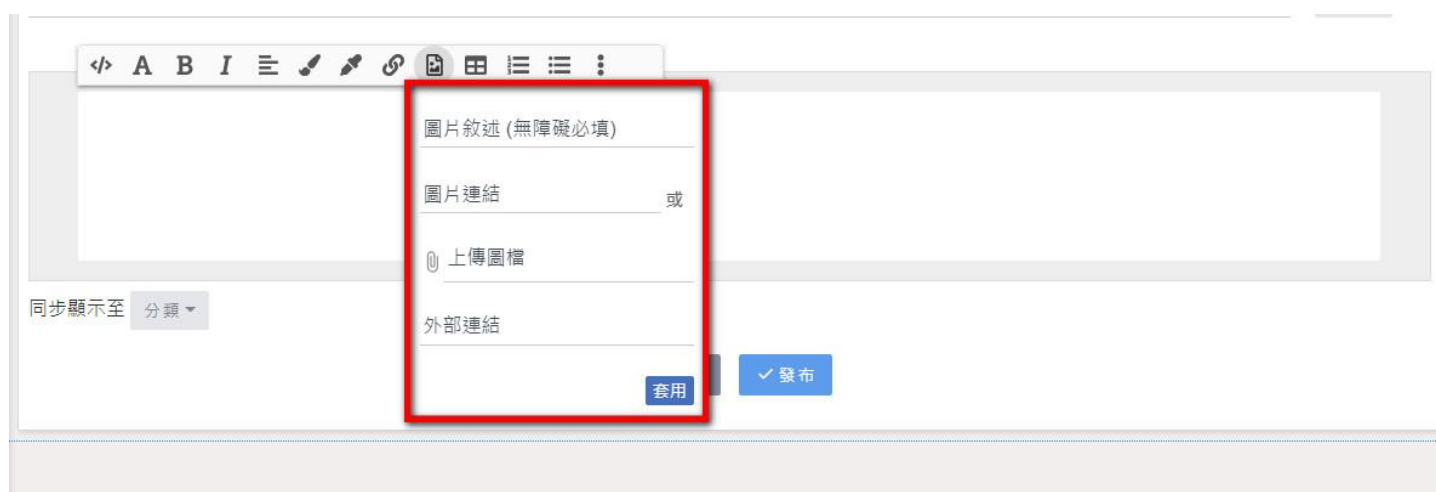 </> A B I
圖片敘述 (無障礙必填)
圖片連結 或
上傳圖檔
同步顯示至 分類
外部連結
套用
發布